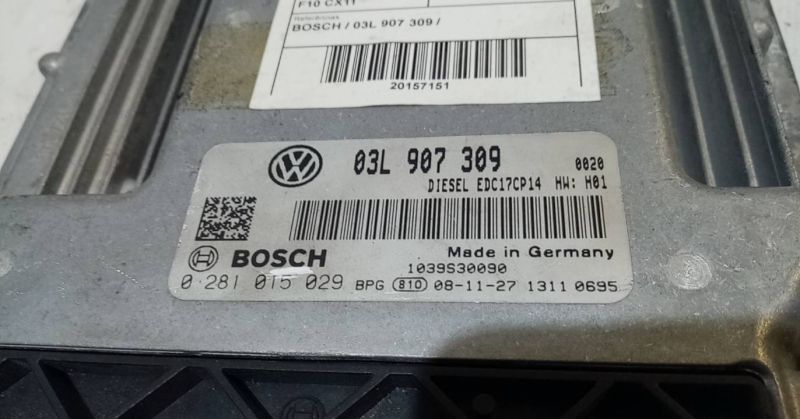 F10 CX11
BOSCH / 03L 907 309 /
20157151
03L 907 309 0020
DIESEL EDC17CP14 HW: H01
BOSCH Made in Germany
1039S30090
0 281 015 029 BPG 810 08-11-27 1311 0695